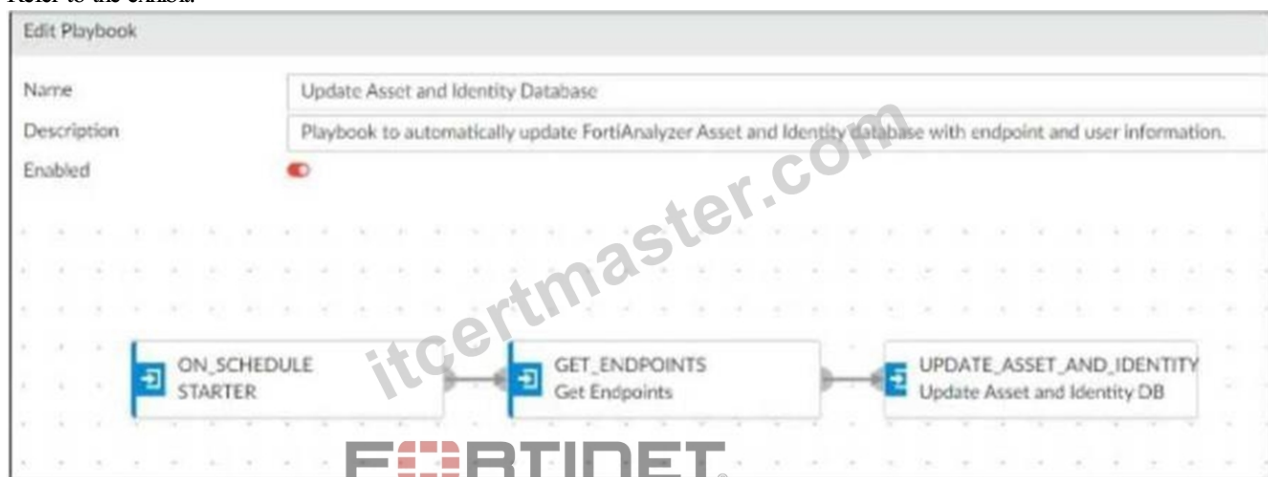 Refer to the exhibit.
Edit Playbook
Name
Update Asset and Identity Database
Description
Playbook to automatically update FortiAnalyzer Asset and Identity database with endpoint and user information.
Enabled
itcertmaster.com
ON_SCHEDULE
STARTER
GET_ENDPOINTS
Get Endpoints
UPDATE_ASSET_AND_IDENTITY
Update Asset and Identity DB
FORTINET®